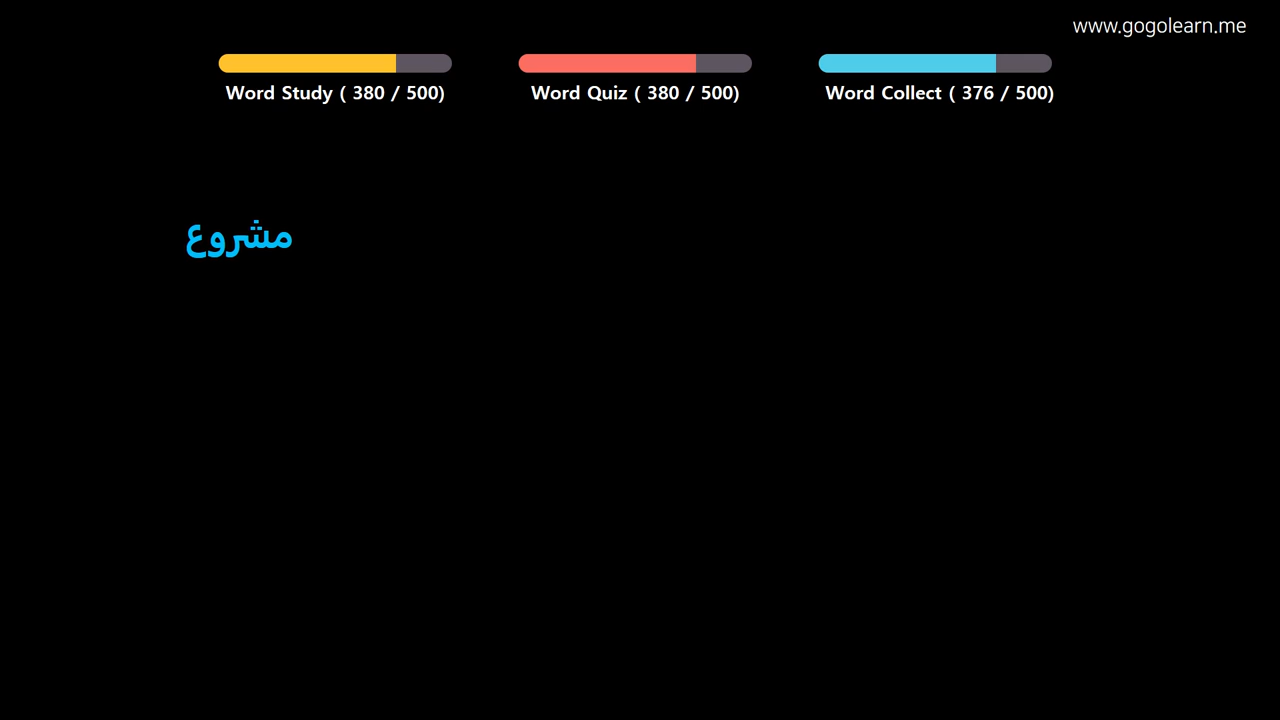 www.gogolearn.me
Word Study ( 380 / 500)
Word Quiz ( 380 / 500)
Word Collect ( 376 / 500)
مشروع